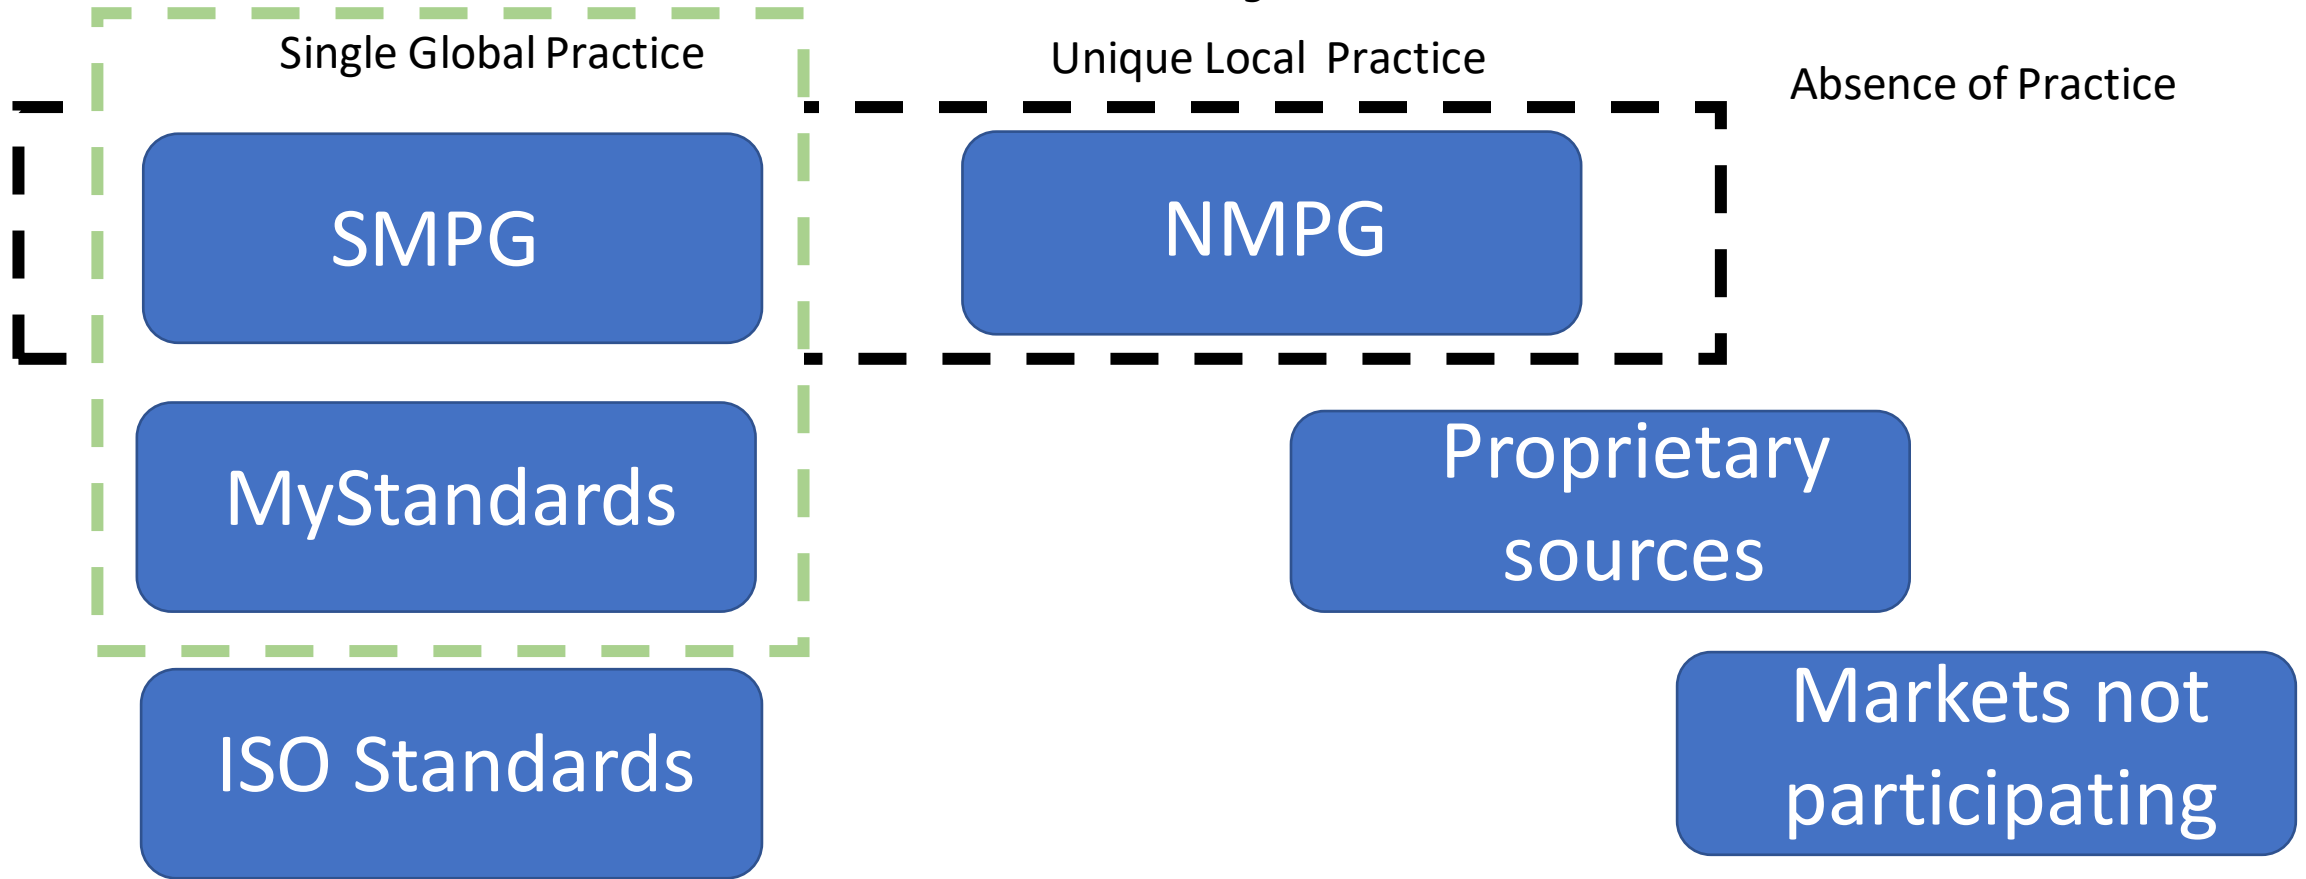 Single Global Practice
Unique Local Practice
Absence of Practice
SMPG
NMPG
MyStandards
Proprietary
sources
ISO Standards
Markets not
participating